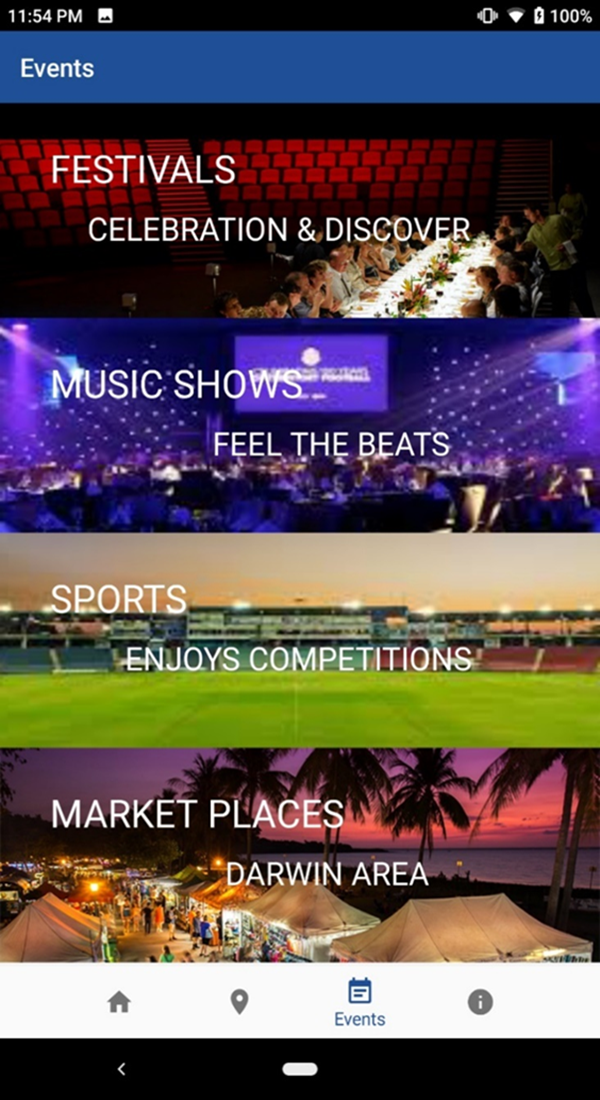 11:54 PM
100%
Events
FESTIVALS
CELEBRATION & DISCOVER
MUSIC SHOWS
FEEL THE BEATS
SPORTS
ENJOYS COMPETITIONS
MARKET PLACES
DARWIN AREA
Events